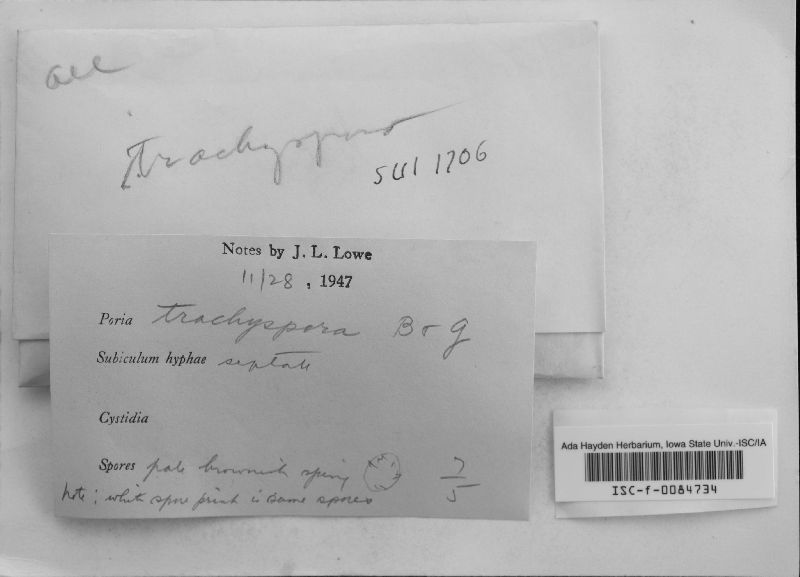 all
trachyspora
SUI 1706
Notes by J. L. Lowe
11/28, 1947
Poria trachyspora B & G
Subiculum hyphae septate
Cystidia
Spores pale brownish spiny 7/5
Note: white spore print is same spores
Ada Hayden Herbarium, Iowa State Univ.-ISC/IA
ISC-f-0084734